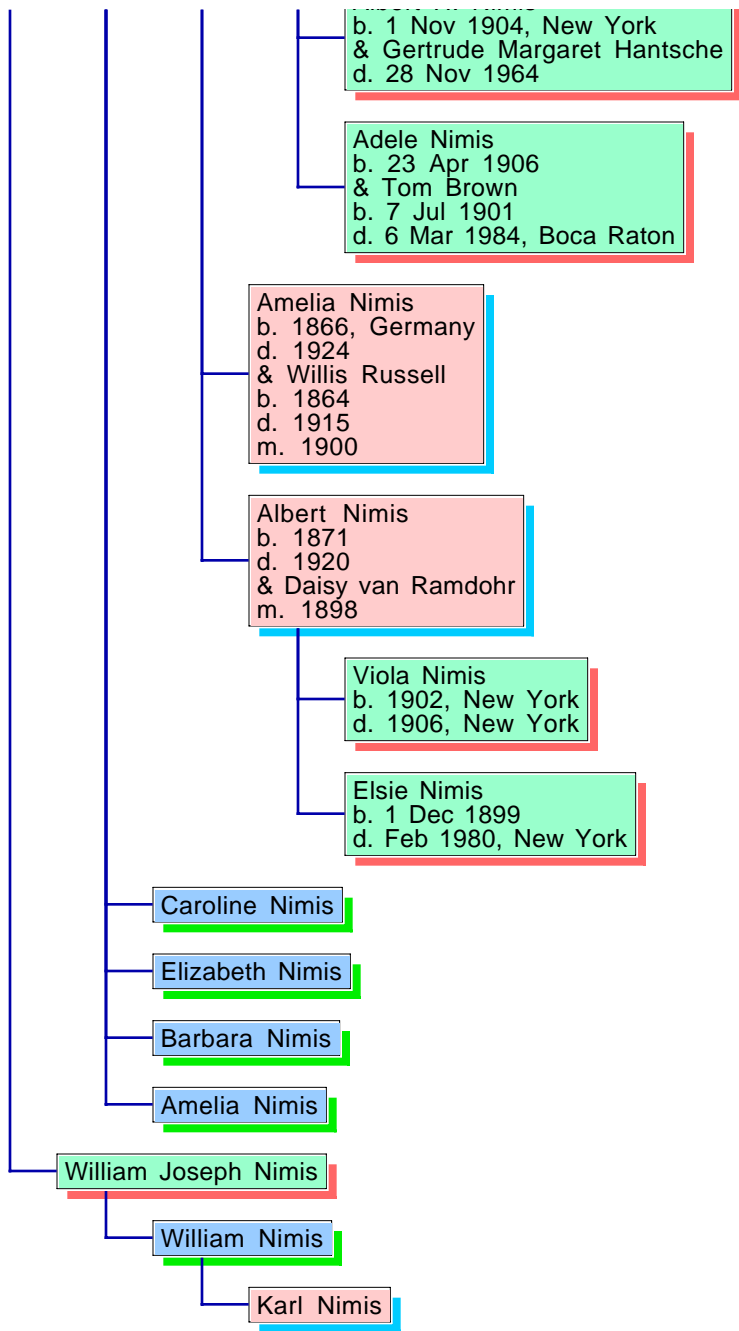 b. 1 Nov 1904, New York
& Gertrude Margaret Hantsche
d. 28 Nov 1964
Adele Nimis
b. 23 Apr 1906
& Tom Brown
b. 7 Jul 1901
d. 6 Mar 1984, Boca Raton
Amelia Nimis
b. 1866, Germany
d. 1924
& Willis Russell
b. 1864
d. 1915
m. 1900
Albert Nimis
b. 1871
d. 1920
& Daisy van Ramdohr
m. 1898
Viola Nimis
b. 1902, New York
d. 1906, New York
Elsie Nimis
b. 1 Dec 1899
d. Feb 1980, New York
Caroline Nimis
Elizabeth Nimis
Barbara Nimis
Amelia Nimis
William Joseph Nimis
William Nimis
Karl Nimis